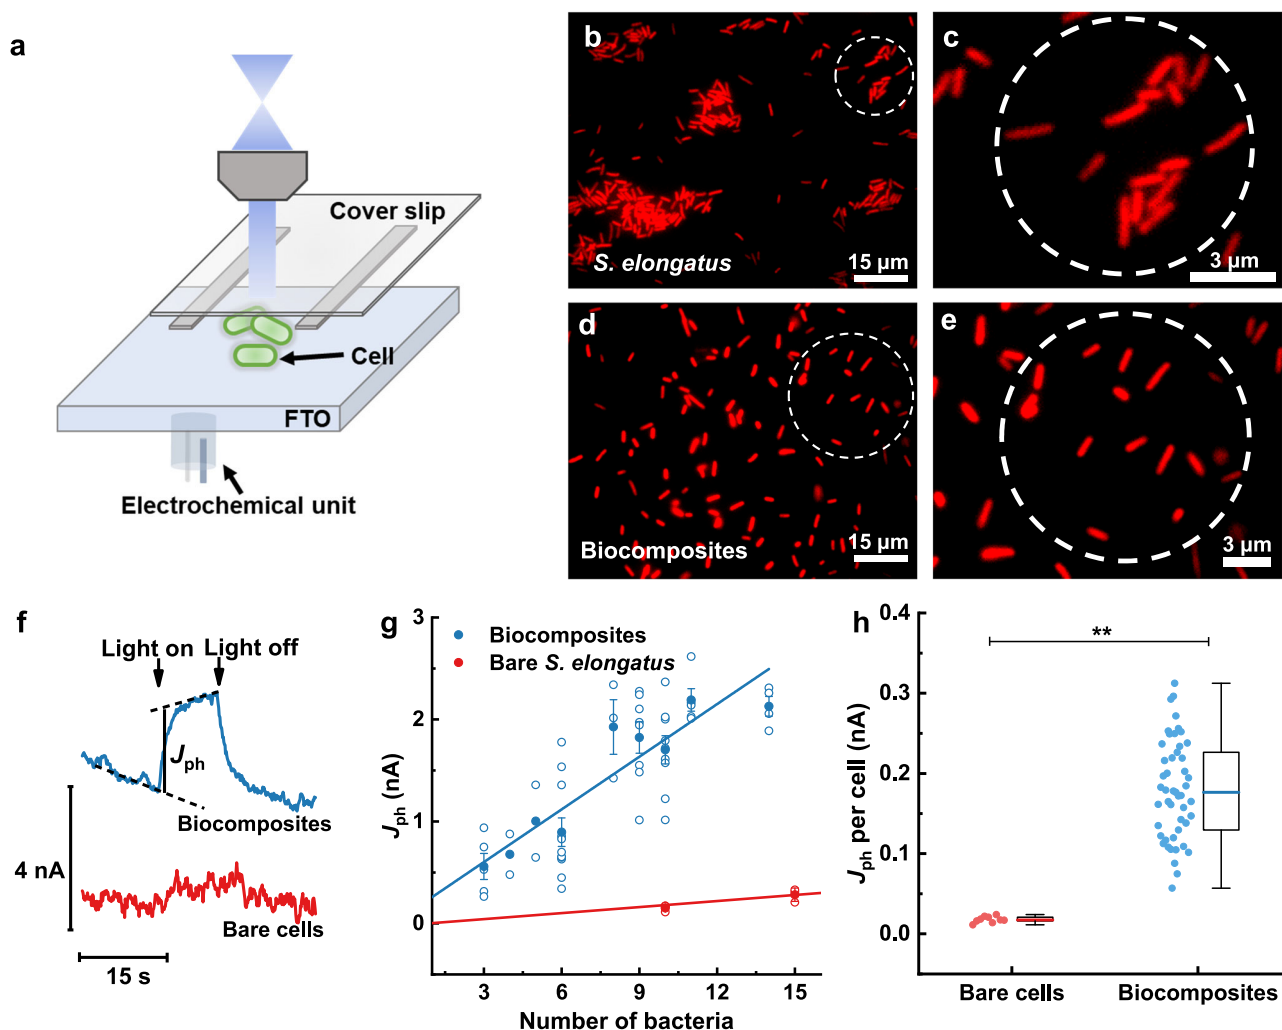 a
Cover slip
Cell
FTO
Electrochemical unit
b
S. elongatus
15 µm
c
3 µm
d
Biocomposites
15 µm
e
3 µm
f
Light on
Light off
Jph
Biocomposites
4 nA
Bare cells
15 s
g
Biocomposites
Bare S. elongatus
Jph (nA)
3
2
1
0
3
6
9
12
15
Number of bacteria
h
**
Jph per cell (nA)
0.4
0.3
0.2
0.1
0.0
Bare cells
Biocomposites